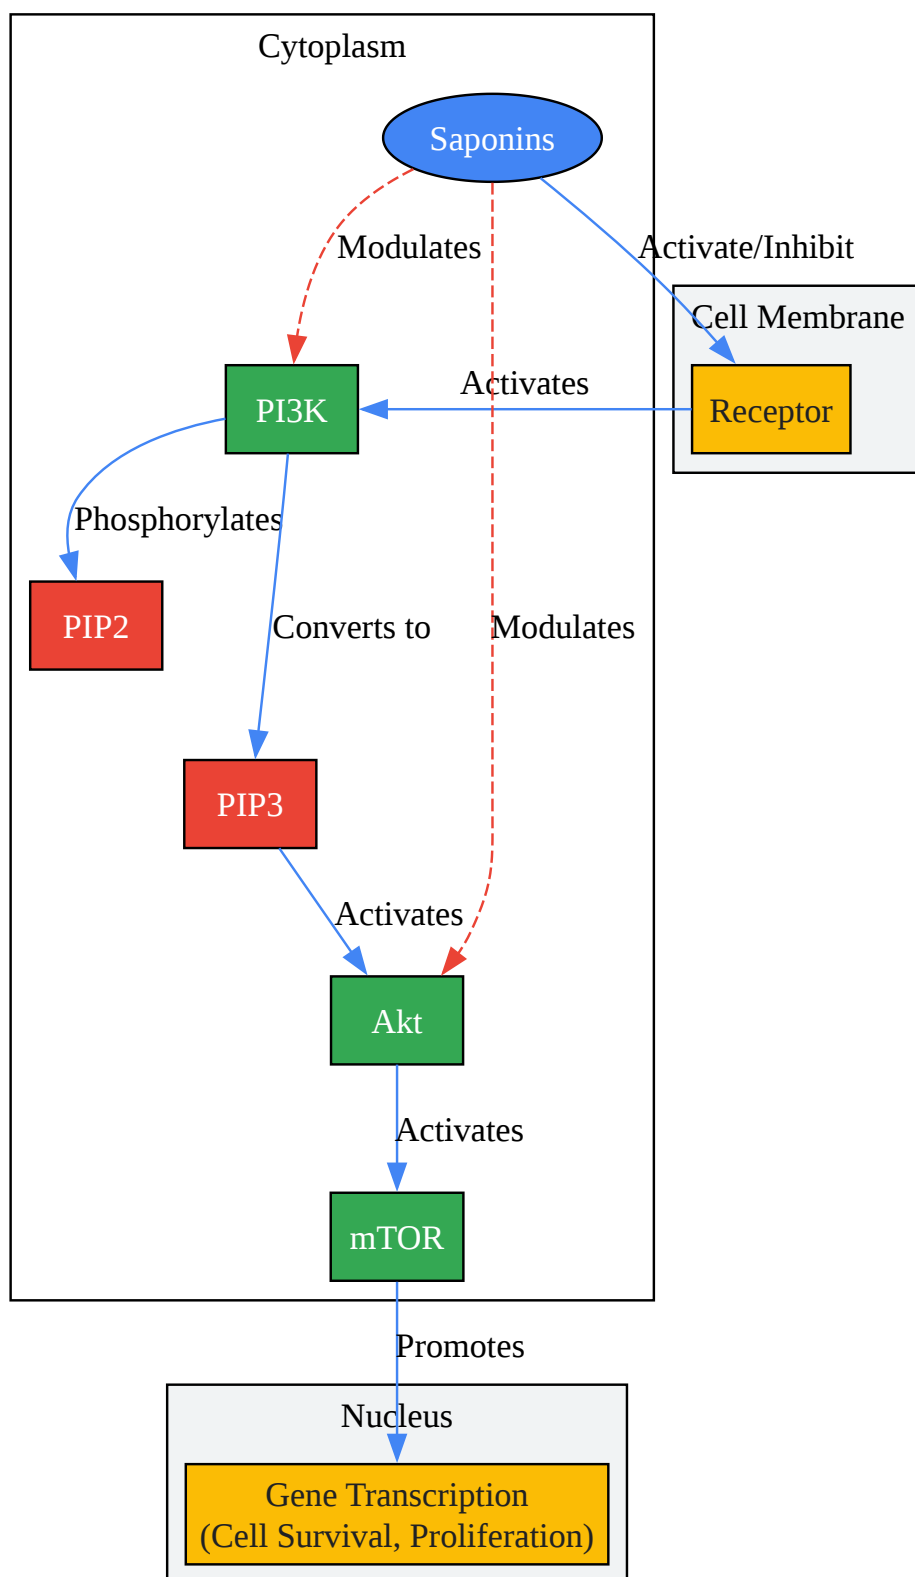 Cytoplasm
Saponins
Modulates
Activate/Inhibit
Cell Membrane
Activates
PI3K
Receptor
Phosphorylates
PIP2
Converts to
Modulates
PIP3
Activates
Akt
Activates
mTOR
Promotes
Nucleus
Gene Transcription
(Cell Survival, Proliferation)